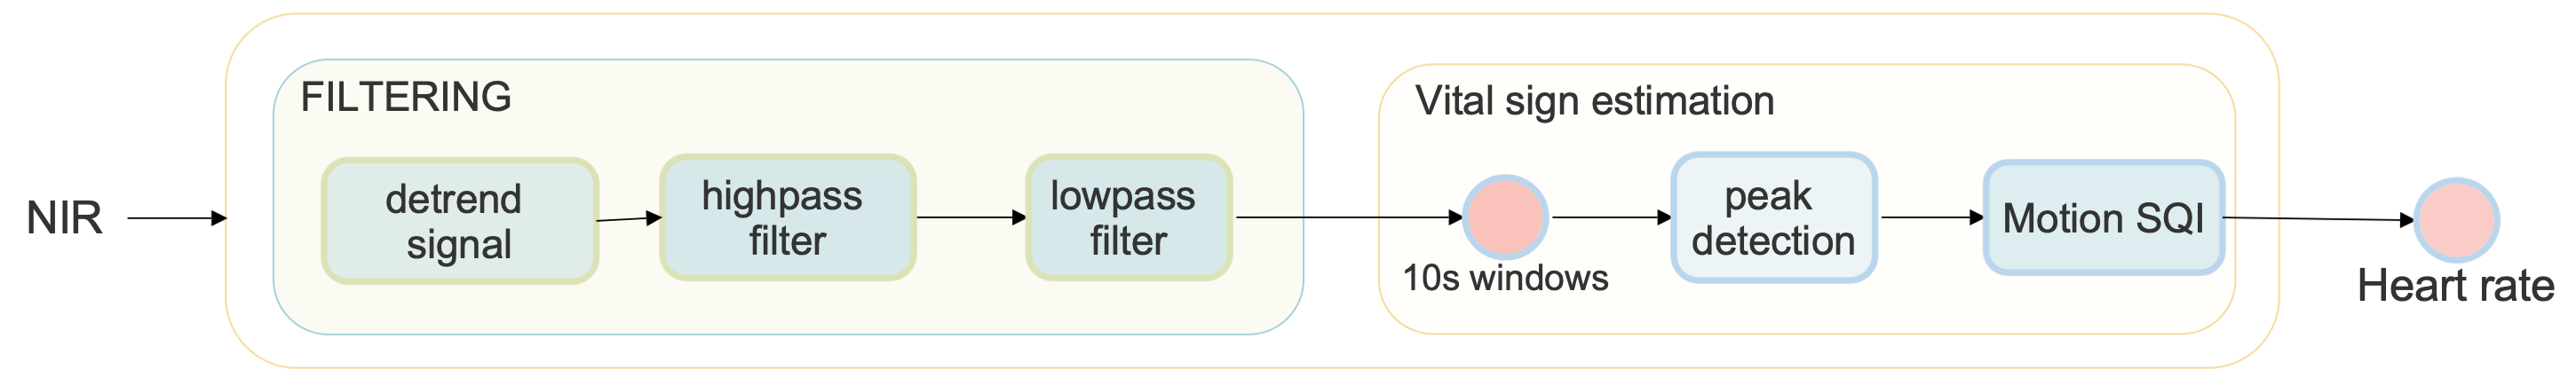 NIR
FILTERING
detrend
signal
highpass
filter
lowpass
filter
Vital sign estimation
10s windows
peak
detection
Motion SQI
Heart rate